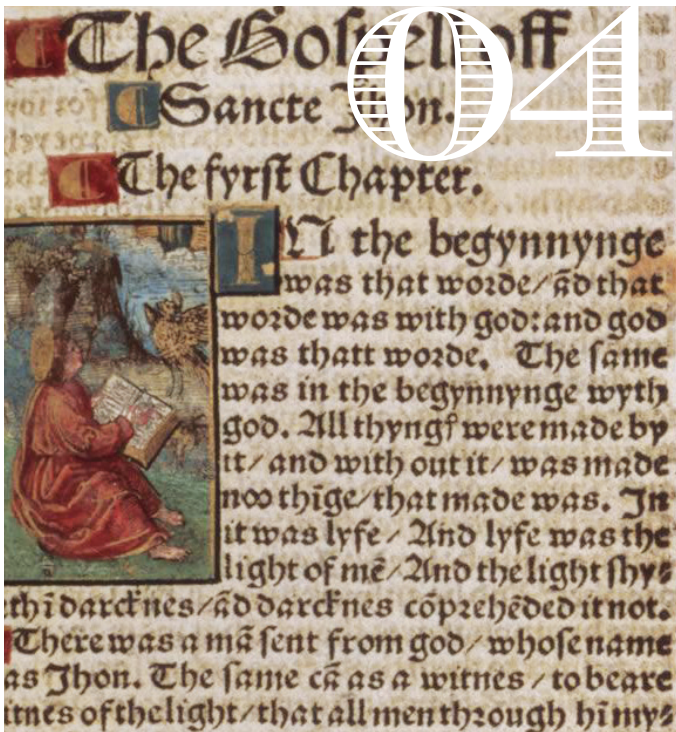 04
¶ The Gospell off
¶ Sancte Jhon.
¶ The fyrſt Chapter.
IN the begynnynge
was that worde/ād that
worde was with god: and god
was thatt worde. The ſame
was in the begynnynge wyth
god. All thyngꝭ were made by
it/ and with out it/ was made
noo thīge/ that made was. In
it was lyfe/ And lyfe was the
light of mē/ And the light ſhy⸗
th ī darcknes/ād darcknes cōprehēded it not.
There was a mā ſent from god/ whoſe name
as Jhon. The ſame cā as a witnes / to beare
itnes of the light/ that all men through hī my⸗